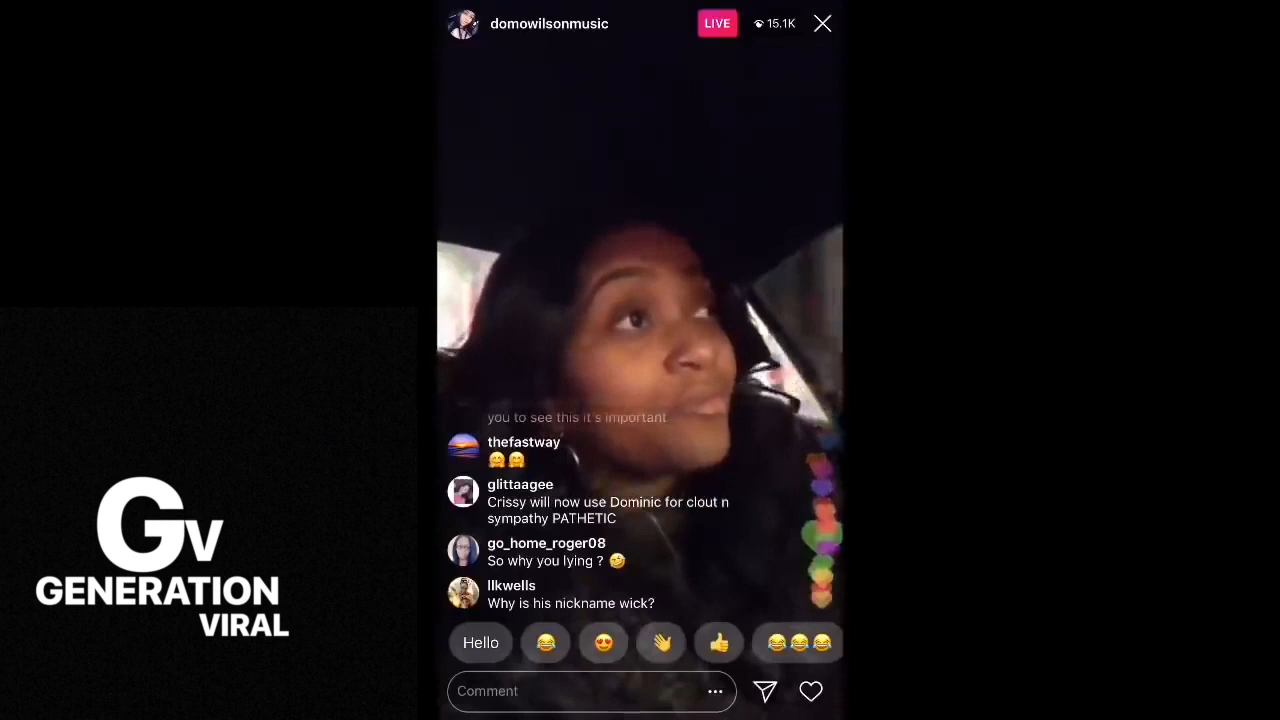 domowilsonmusic
LIVE
15.1K
you to see this it's important
thefastway
🤗🤗
glittaagee
Crissy will now use Dominic for clout n
sympathy PATHETIC
go_home_roger08
So why you lying ? 🤣
llkwells
Why is his nickname wick?
Hello 😂 😍 👋 👍 😂😂😂
Comment
GV
GENERATION
VIRAL